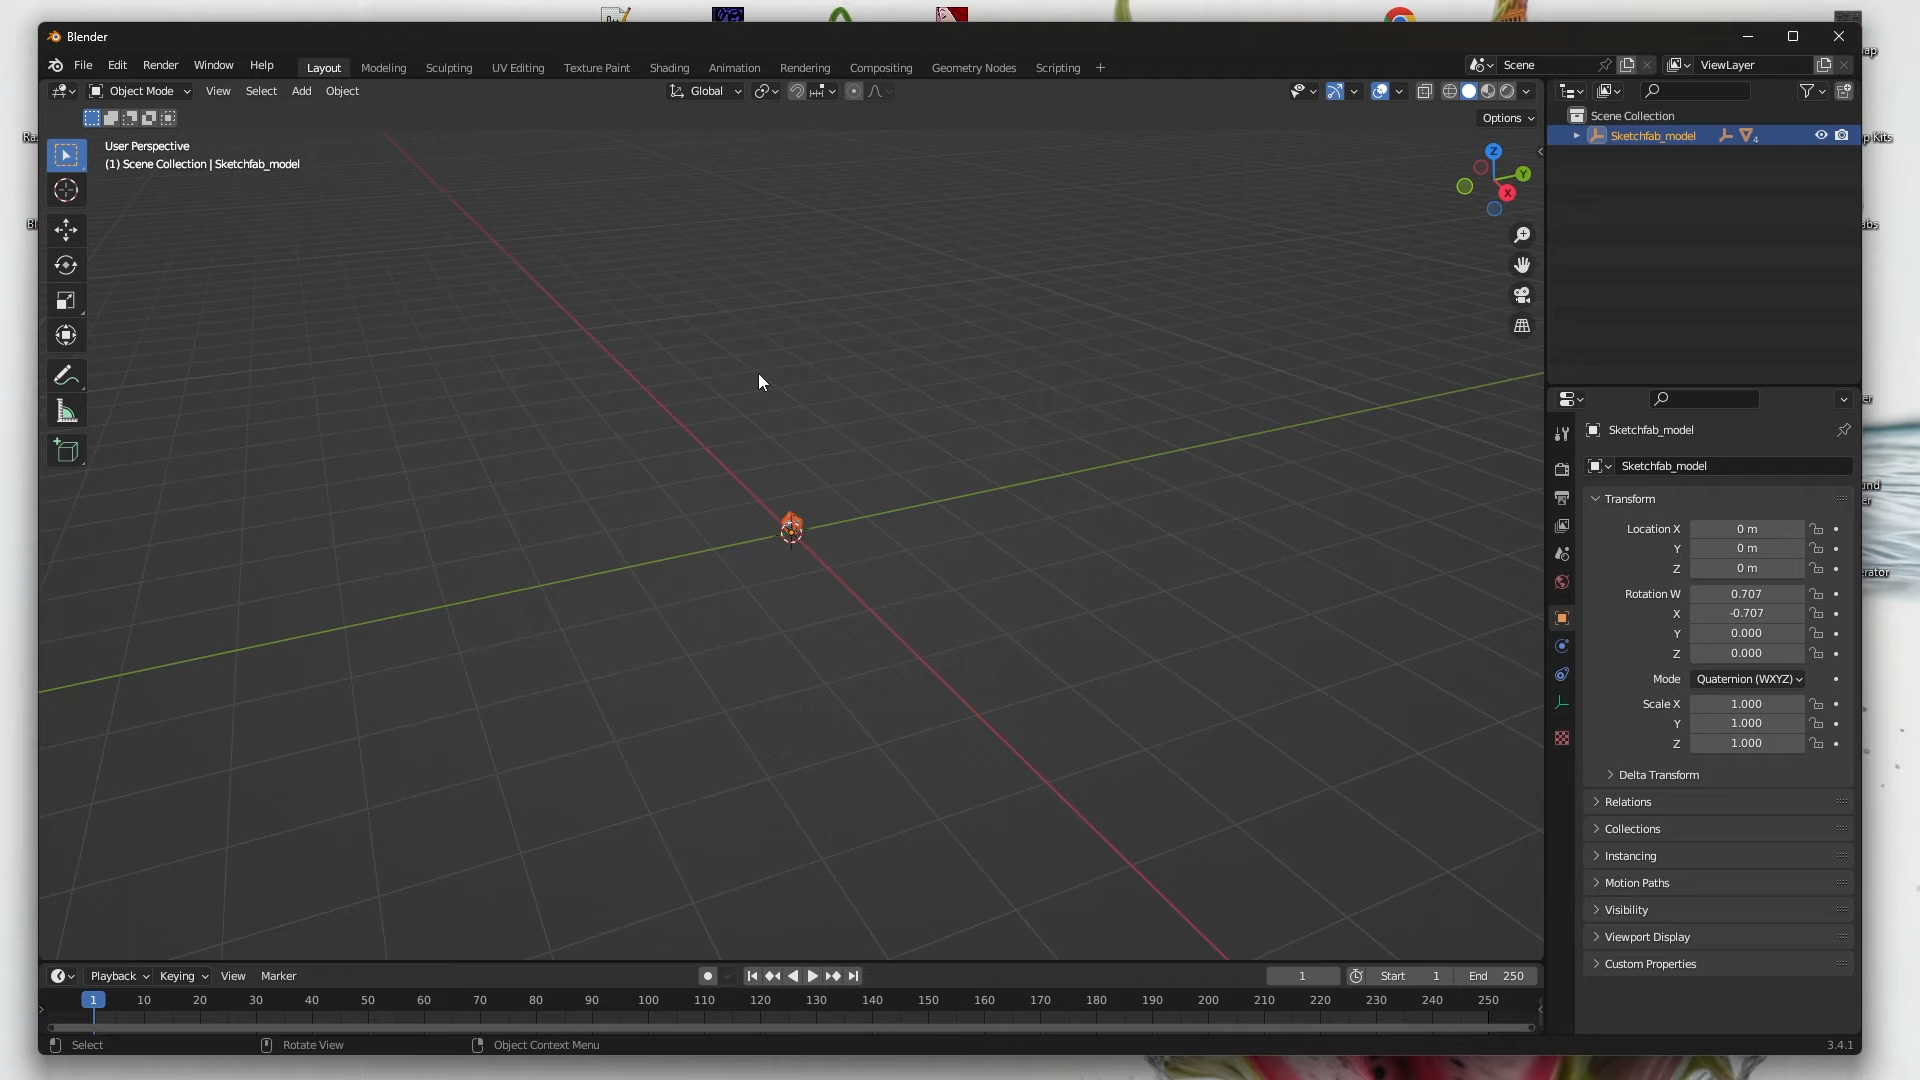 Blender
File Edit Render Window Help
Layout Modeling Sculpting UV Editing Texture Paint Shading Animation Rendering Compositing Geometry Nodes Scripting +
Scene
ViewLayer
Object Mode View Select Add Object
Global
Options
User Perspective
(1) Scene Collection | Sketchfab_model
Z
Y
X
Scene Collection
Sketchfab_model
4
Sketchfab_model
Sketchfab_model
Transform
Location X 0 m
Y 0 m
Z 0 m
Rotation W 0.707
X -0.707
Y 0.000
Z 0.000
Mode Quaternion (WXYZ)
Scale X 1.000
Y 1.000
Z 1.000
Delta Transform
Relations
Collections
Instancing
Motion Paths
Visibility
Viewport Display
Custom Properties
Playback Keying View Marker
1
Start 1 End 250
1 10 20 30 40 50 60 70 80 90 100 110 120 130 140 150 160 170 180 190 200 210 220 230 240 250
Select Rotate View Object Context Menu
3.4.1